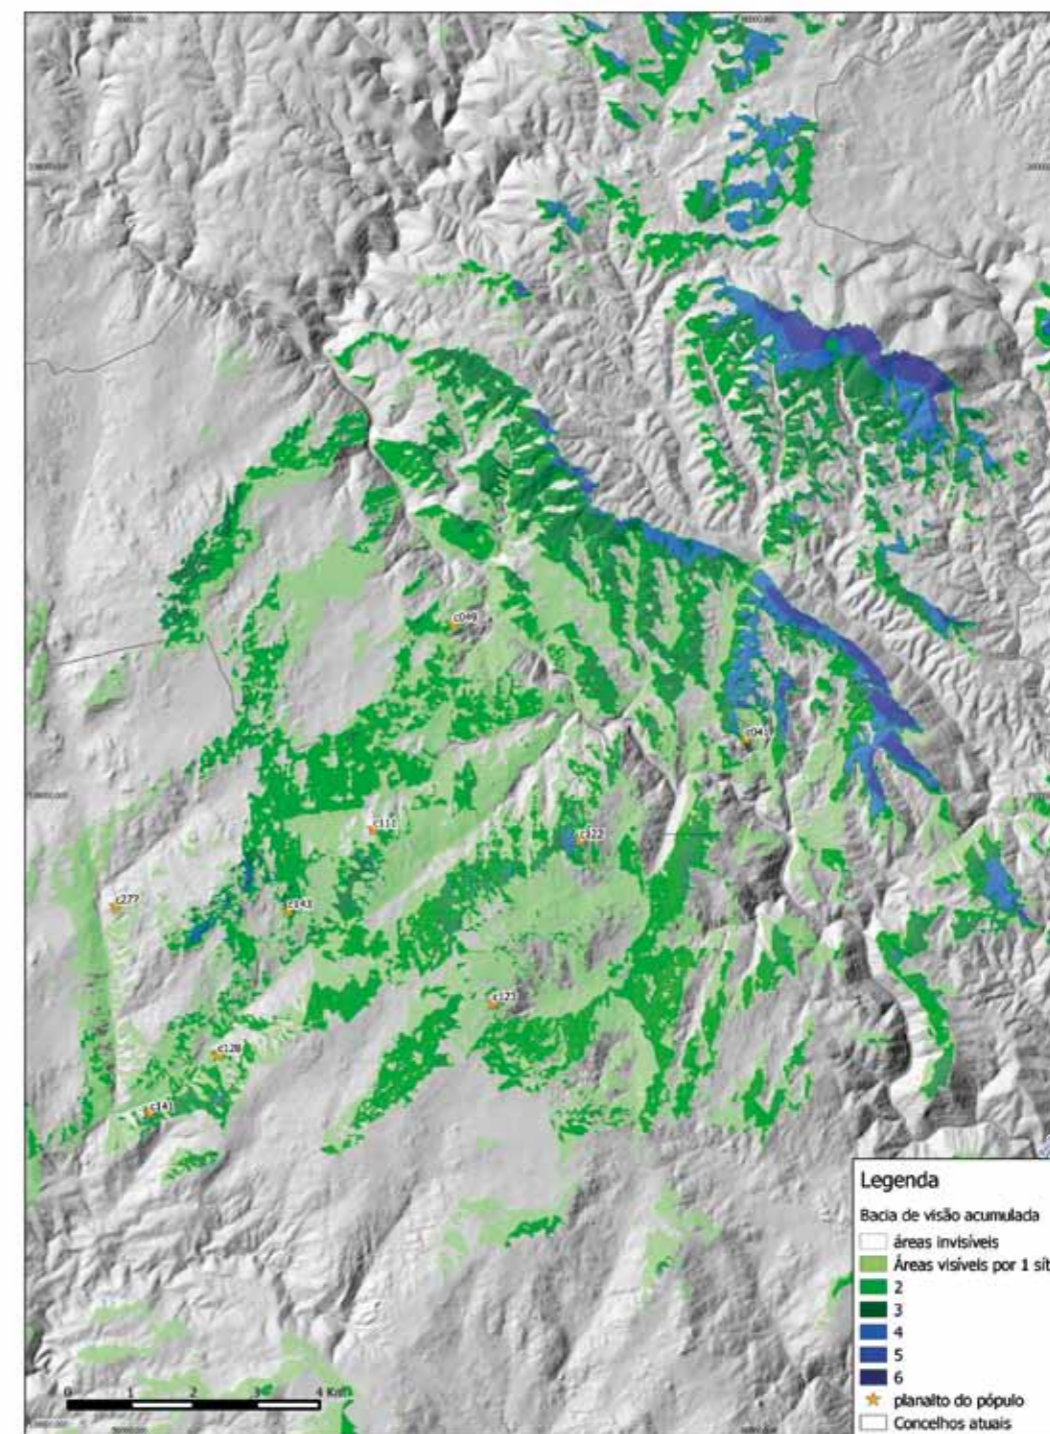 c049
c041
c111
c122
c277
c143
c123
c128
c141
0 1 2 3 4 Km
Legenda
Bacia de visão acumulada
áreas invisíveis
Áreas visíveis por 1 sít
2
3
4
5
6
planalto do pópulo
Concelhos atuais